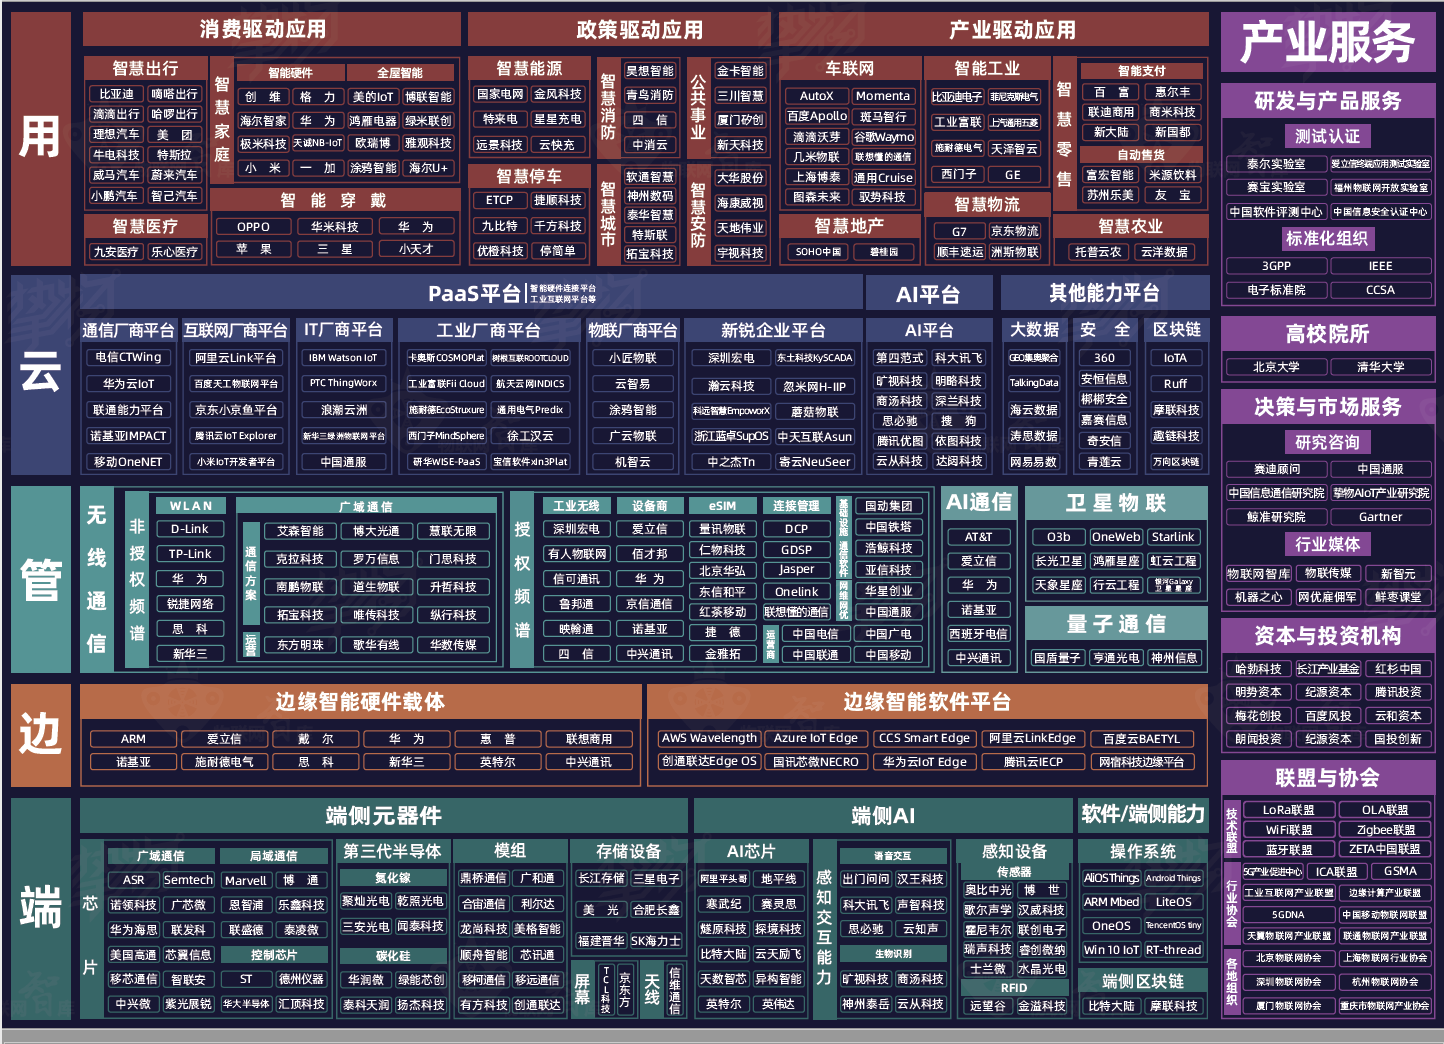 用
消费驱动应用
政策驱动应用
产业驱动应用
智慧出行
比亚迪 嘀嗒出行
滴滴出行 哈啰出行
理想汽车 美 团
牛电科技 特斯拉
威马汽车 蔚来汽车
小鹏汽车 智己汽车
智慧医疗
九安医疗 乐心医疗
智慧家庭
智能硬件 全屋智能
创 维 格 力 美的IoT 博联智能
海尔智家 华 为 鸿雁电器 绿米联创
极米科技 天诚NB-IoT 欧瑞博 雅观科技
小 米 一 加 涂鸦智能 海尔U+
智 能 穿 戴
OPPO 华米科技 华 为
苹 果 三 星 小天才
智慧能源
国家电网 金风科技
特来电 星星充电
远景科技 云快充
智慧停车
ETCP 捷顺科技
九比特 千方科技
优橙科技 停简单
智慧消防
昊想智能
青鸟消防
四 信
中消云
智慧城市
软通智慧
神州数码
泰华智慧
特斯联
拓宝科技
公共事业
金卡智能
三川智慧
厦门矽创
新天科技
智慧安防
大华股份
海康威视
天地伟业
宇视科技
车联网
AutoX Momenta
百度Apollo 斑马智行
滴滴沃芽 谷歌Waymo
几米物联 联想懂的通信
上海博泰 通用Cruise
图森未来 驭势科技
智慧地产
SOHO中国 碧桂园
智能工业
比亚迪电子 菲尼克斯电气
工业富联 上汽通用五菱
施耐德电气 天泽智云
西门子 GE
智慧物流
G7 京东物流
顺丰速运 洲斯物联
智慧零售
智能支付
百 富 惠尔丰
联迪商用 商米科技
新大陆 新国都
自动售货
富宏智能 米源饮料
苏州乐美 友 宝
智慧农业
托普云农 云洋数据
云
PaaS平台
智能硬件连接平台
工业互联网平台等
AI平台
其他能力平台
通信厂商平台
电信CTWing
华为云IoT
联通能力平台
诺基亚IMPACT
移动OneNET
互联网厂商平台
阿里云Link平台
百度天工物联网平台
京东小京鱼平台
腾讯云IoT Explorer
小米IoT开发者平台
IT厂商平台
IBM Watson IoT
PTC ThingWorx
浪潮云洲
新华三绿洲物联网平台
中国通服
工业厂商平台
卡奥斯COSMOPlat 树根互联ROOTCLOUD
工业富联Fii Cloud 航天云网INDICS
施耐德EcoStruxure 通用电气Predix
西门子MindSphere 徐工汉云
研华WISE-PaaS 宝信软件xIn3Plat
物联厂商平台
小匠物联
云智易
涂鸦智能
广云物联
机智云
新锐企业平台
深圳宏电 东土科技KySCADA
瀚云科技 忽米网H-IIP
科远智慧EmpoworX 蘑菇物联
浙江蓝卓SupOS 中天互联Asun
中之杰Tn 寄云NeuSeer
AI平台
第四范式 科大讯飞
旷视科技 明略科技
商汤科技 深兰科技
思必驰 搜 狗
腾讯优图 依图科技
云从科技 达闼科技
大数据
GEO集奥聚合
TalkingData
海云数据
涛思数据
网易易数
安 全
360
安恒信息
梆梆安全
嘉赛信息
奇安信
青莲云
区块链
IoTA
Ruff
摩联科技
趣链科技
万向区块链
管
无线通信
非授权频谱
WLAN
D-Link
TP-Link
华 为
锐捷网络
思 科
新华三
广域通信
通信方案
艾森智能 博大光通 慧联无限
克拉科技 罗万信息 门思科技
南鹏物联 道生物联 升哲科技
拓宝科技 唯传科技 纵行科技
运营
东方明珠 歌华有线 华数传媒
授权频谱
工业无线
深圳宏电
有人物联网
信可通讯
鲁邦通
映翰通
四 信
设备商
爱立信
佰才邦
华 为
京信通信
诺基亚
中兴通讯
eSIM
量讯物联
仁物科技
北京华弘
东信和平
红茶移动
捷 德
金雅拓
连接管理
DCP
GDSP
Jasper
Onelink
联想懂的通信
基础设施
国动集团
中国铁塔
通信软件
浩鲸科技
亚信科技
网维网优
华星创业
中国通服
运营商
中国电信 中国广电
中国联通 中国移动
AI通信
AT&T
爱立信
华 为
诺基亚
西班牙电信
中兴通讯
卫星物联
O3b OneWeb Starlink
长光卫星 鸿雁星座 虹云工程
天象星座 行云工程 银河Galaxy卫星星座
量子通信
国盾量子 亨通光电 神州信息
边
边缘智能硬件载体
ARM 爱立信 戴 尔 华 为 惠 普 联想商用
诺基亚 施耐德电气 思 科 新华三 英特尔 中兴通讯
边缘智能软件平台
AWS Wavelength Azure IoT Edge CCS Smart Edge 阿里云LinkEdge 百度云BAETYL
创通联达Edge OS 国讯芯微NECRO 华为云IoT Edge 腾讯云IECP 网宿科技边缘平台
端
端侧元器件
端侧AI
软件/端侧能力
芯片
广域通信
ASR Semtech
诺领科技 广芯微
华为海思 联发科
美国高通 芯翼信息
移芯通信 智联安
中兴微 紫光展锐
局域通信
Marvell 博 通
恩智浦 乐鑫科技
联盛德 泰凌微
控制芯片
ST 德州仪器
华大半导体 汇顶科技
第三代半导体
氮化镓
聚灿光电 乾照光电
三安光电 闻泰科技
碳化硅
华润微 绿能芯创
泰科天润 扬杰科技
模组
鼎桥通信 广和通
合宙通信 利尔达
龙尚科技 美格智能
顺舟智能 芯讯通
移柯通信 移远通信
有方科技 创通联达
存储设备
长江存储 三星电子
美 光 合肥长鑫
福建晋华 SK海力士
屏幕
TCL科技
京东方
天线
信维通信
AI芯片
阿里平头哥 地平线
寒武纪 赛灵思
燧原科技 探境科技
比特大陆 云天励飞
天数智芯 异构智能
英特尔 英伟达
感知交互能力
语音交互
出门问问 汉王科技
科大讯飞 声智科技
思必驰 云知声
生物识别
旷视科技 商汤科技
神州泰岳 云从科技
感知设备
传感器
奥比中光 博 世
歌尔声学 汉威科技
霍尼韦尔 联创电子
瑞声科技 睿创微纳
士兰微 水晶光电
RFID
远望谷 金溢科技
操作系统
AliOSThings Android Things
ARM Mbed LiteOS
OneOS TencentOS tiny
Win 10 IoT RT-thread
端侧区块链
比特大陆 摩联科技
产业服务
研发与产品服务
测试认证
泰尔实验室 爱立信终端应用测试实验室
赛宝实验室 福州物联网开放实验室
中国软件评测中心 中国信息安全认证中心
标准化组织
3GPP IEEE
电子标准院 CCSA
高校院所
北京大学 清华大学
决策与市场服务
研究咨询
赛迪顾问 中国通服
中国信息通信研究院 挚物AIoT产业研究院
鲸准研究院 Gartner
行业媒体
物联网智库 物联传媒 新智元
机器之心 网优雇佣军 鲜枣课堂
资本与投资机构
哈勃科技 长江产业基金 红杉中国
明势资本 纪源资本 腾讯投资
梅花创投 百度风投 云和资本
朗闻投资 纪源资本 国投创新
联盟与协会
技术联盟
LoRa联盟 OLA联盟
WiFi联盟 Zigbee联盟
蓝牙联盟 ZETA中国联盟
行业协会
5G产业促进中心 ICA联盟 GSMA
工业互联网产业联盟 边缘计算产业联盟
5GDNA 中国移动物联网联盟
天翼物联网产业联盟 联通物联网产业联盟
各地组织
北京物联网协会 上海物联网行业协会
深圳物联网协会 杭州物联网协会
厦门物联网协会 重庆市物联网产业协会